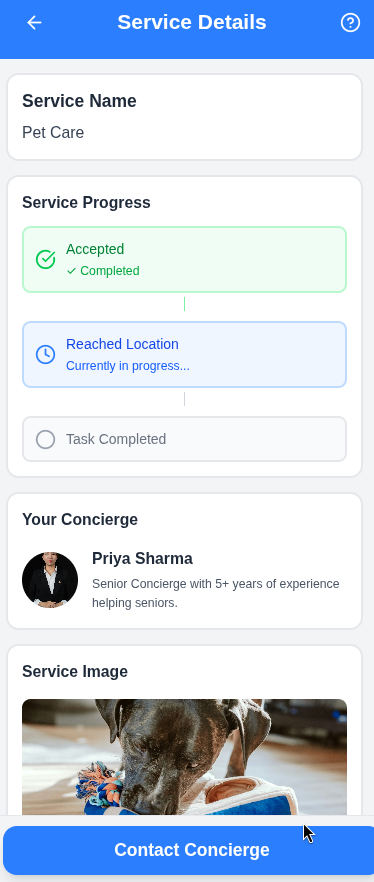 Service Details
Service Name
Pet Care
Service Progress
Accepted
✓ Completed
Reached Location
Currently in progress...
Task Completed
Your Concierge
Priya Sharma
Senior Concierge with 5+ years of experience
helping seniors.
Service Image
Contact Concierge